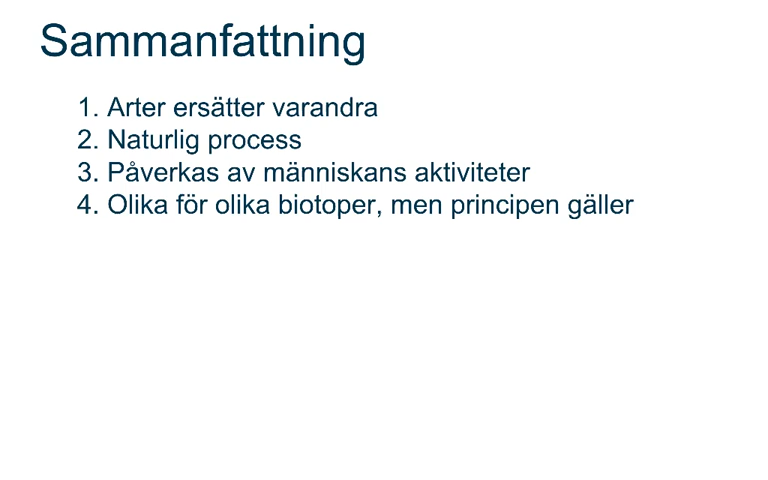 Sammanfattning
1. Arter ersätter varandra
2. Naturlig process
3. Påverkas av människans aktiviteter
4. Olika för olika biotoper, men principen gäller